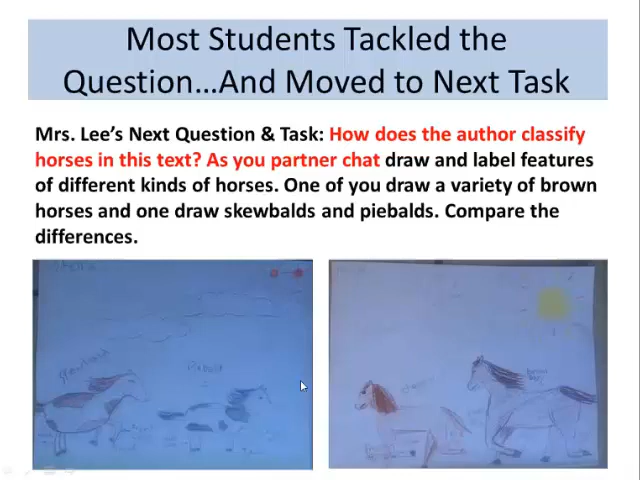 Most Students Tackled the
Question…And Moved to Next Task
Mrs. Lee's Next Question & Task: How does the author classify
horses in this text? As you partner chat draw and label features
of different kinds of horses. One of you draw a variety of brown
horses and one draw skewbalds and piebalds. Compare the
differences.